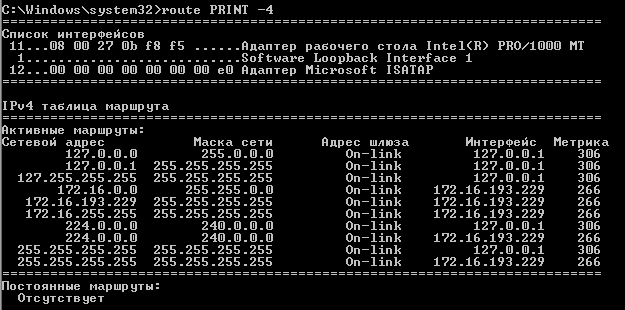 C:\Windows\system32>route PRINT -4
===========================================================================
Список интерфейсов
 11...08 00 27 0b f8 f5 ......Адаптер рабочего стола Intel(R) PRO/1000 MT
  1...........................Software Loopback Interface 1
 12...00 00 00 00 00 00 00 e0 Адаптер Microsoft ISATAP
===========================================================================
IPv4 таблица маршрута
===========================================================================
Активные маршруты:
Сетевой адрес           Маска сети      Адрес шлюза       Интерфейс  Метрика
        127.0.0.0        255.0.0.0         On-link         127.0.0.1    306
        127.0.0.1  255.255.255.255         On-link         127.0.0.1    306
  127.255.255.255  255.255.255.255         On-link         127.0.0.1    306
       172.16.0.0      255.255.0.0         On-link    172.16.193.229    266
   172.16.193.229  255.255.255.255         On-link    172.16.193.229    266
   172.16.255.255  255.255.255.255         On-link    172.16.193.229    266
        224.0.0.0        240.0.0.0         On-link         127.0.0.1    306
        224.0.0.0        240.0.0.0         On-link    172.16.193.229    266
  255.255.255.255  255.255.255.255         On-link         127.0.0.1    306
  255.255.255.255  255.255.255.255         On-link    172.16.193.229    266
===========================================================================
Постоянные маршруты:
  Отсутствует